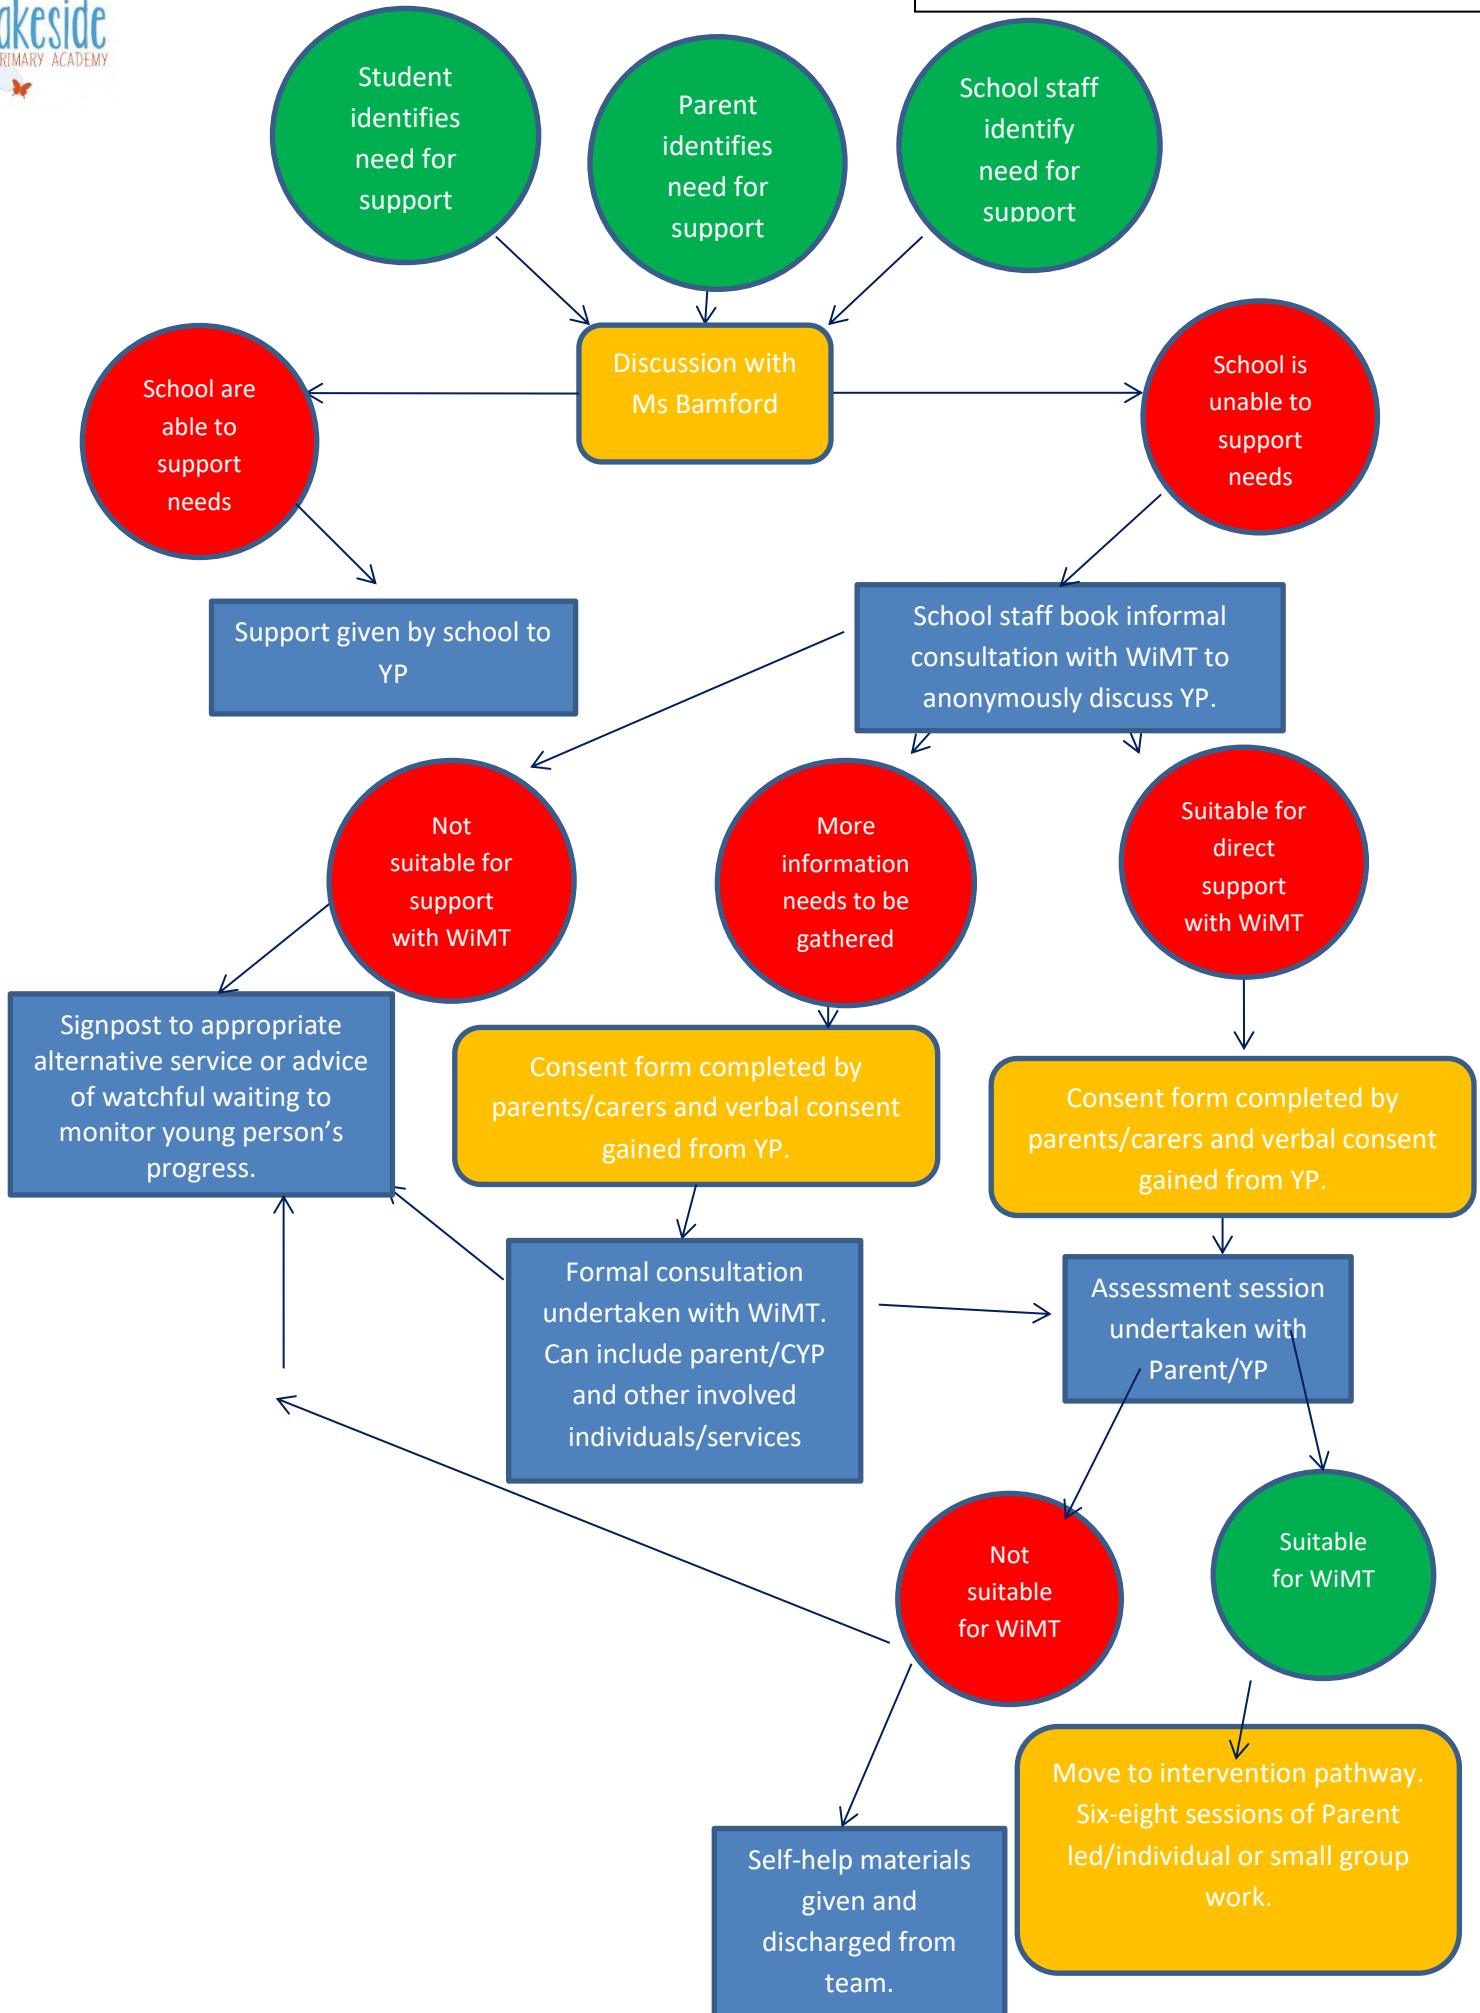 PRIMARY ACADEMY
Student
identifies
need for
support
Parent
identifies
need for
support
School staff
identify
need for
support
Discussion with
Ms Bamford
School are
able to
support
needs
School is
unable to
support
needs
Support given by school to
YP
School staff book informal
consultation with WiMT to
anonymously discuss YP.
Not
suitable for
support
with WiMT
More
information
needs to be
gathered
Suitable for
direct
support
with WiMT
Signpost to appropriate
alternative service or advice
of watchful waiting to
monitor young person’s
progress.
Consent form completed by
parents/carers and verbal consent
gained from YP.
Consent form completed by
parents/carers and verbal consent
gained from YP.
Formal consultation
undertaken with WiMT.
Can include parent/CYP
and other involved
individuals/services
Assessment session
undertaken with
Parent/YP
Not
suitable
for WiMT
Suitable
for WiMT
Self-help materials
given and
discharged from
team.
Move to intervention pathway.
Six-eight sessions of Parent
led/individual or small group
work.